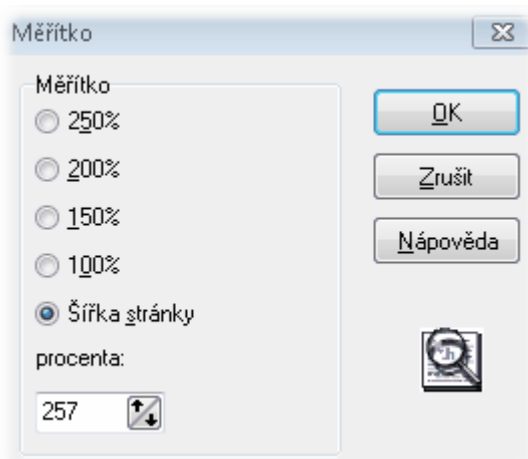 Měřítko
Měřítko
250%
200%
150%
100%
Šířka stránky
procenta:
257
OK
Zrušit
Nápověda